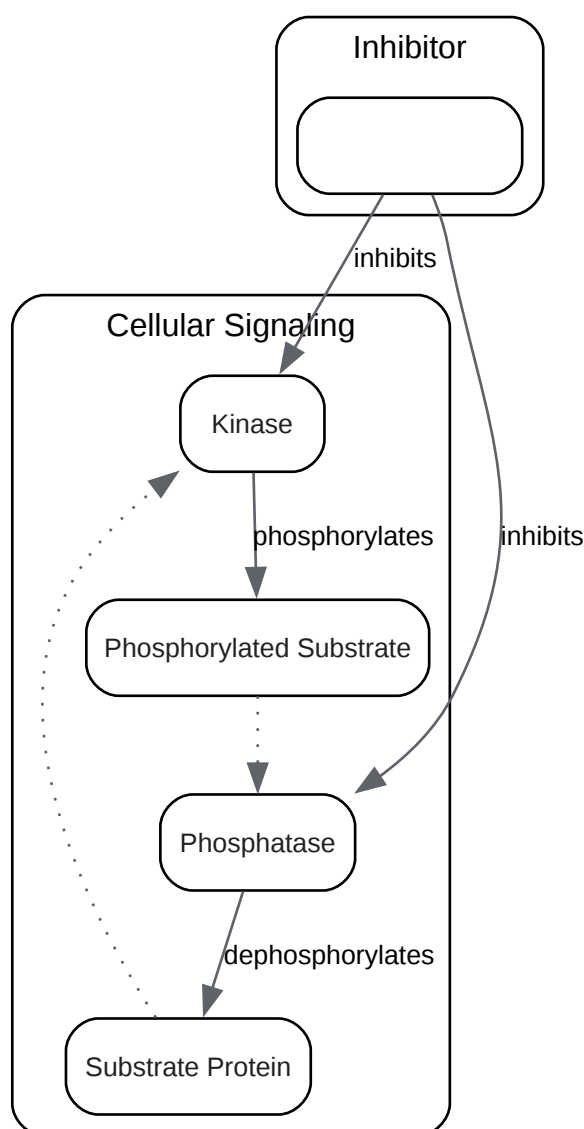 Inhibitor
inhibits
Cellular Signaling
Kinase
phosphorylates
inhibits
Phosphorylated Substrate
Phosphatase
dephosphorylates
Substrate Protein